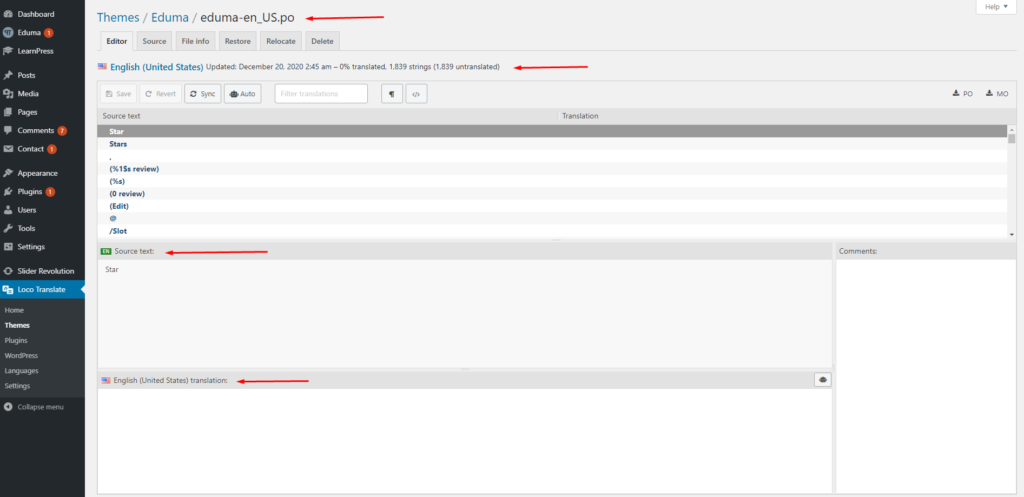 Help
Dashboard
Eduma 1
LearnPress
Posts
Media
Pages
Comments 7
Contact 1
Appearance
Plugins 1
Users
Tools
Settings
Slider Revolution
Loco Translate
Home
Themes
Plugins
WordPress
Languages
Settings
Collapse menu
Themes / Eduma / eduma-en_US.po
Editor Source File info Restore Relocate Delete
English (United States) Updated: December 20, 2020 2:45 am – 0% translated, 1,839 strings (1,839 untranslated)
Save Revert Sync Auto Filter translations ¶ </> PO MO
Source text Translation
Star
Stars
.
(%1$s review)
(%s)
(0 review)
(Edit)
@
/Slot
EN Source text: Comments:
Star
English (United States) translation: